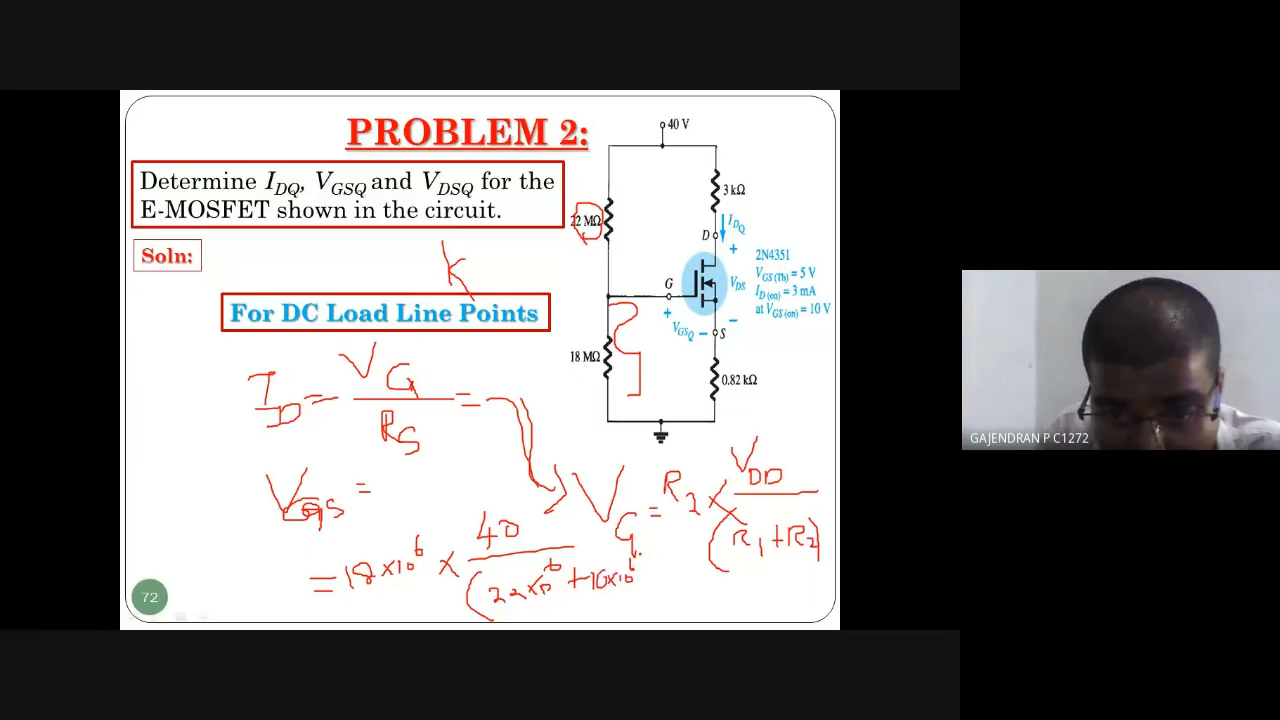 PROBLEM 2:
Determine I_DQ, V_GSQ and V_DSQ for the
E-MOSFET shown in the circuit.
Soln:
K
For DC Load Line Points
I_D = V_G / R_S =
V_GS =
V_G = R_2 × V_DD / (R_1 + R_2)
= 18 × 10^6 × 40 / (22 × 10^6 + 18 × 10^6
72
40 V
3 kΩ
22 MΩ
I_DQ
D
+
2N4351
V_GS (Th) = 5 V
I_D (on) = 3 mA
at V_GS (on) = 10 V
G
V_DS
+
V_GSQ
–
–
S
18 MΩ
0.82 kΩ
GAJENDRAN P C1272